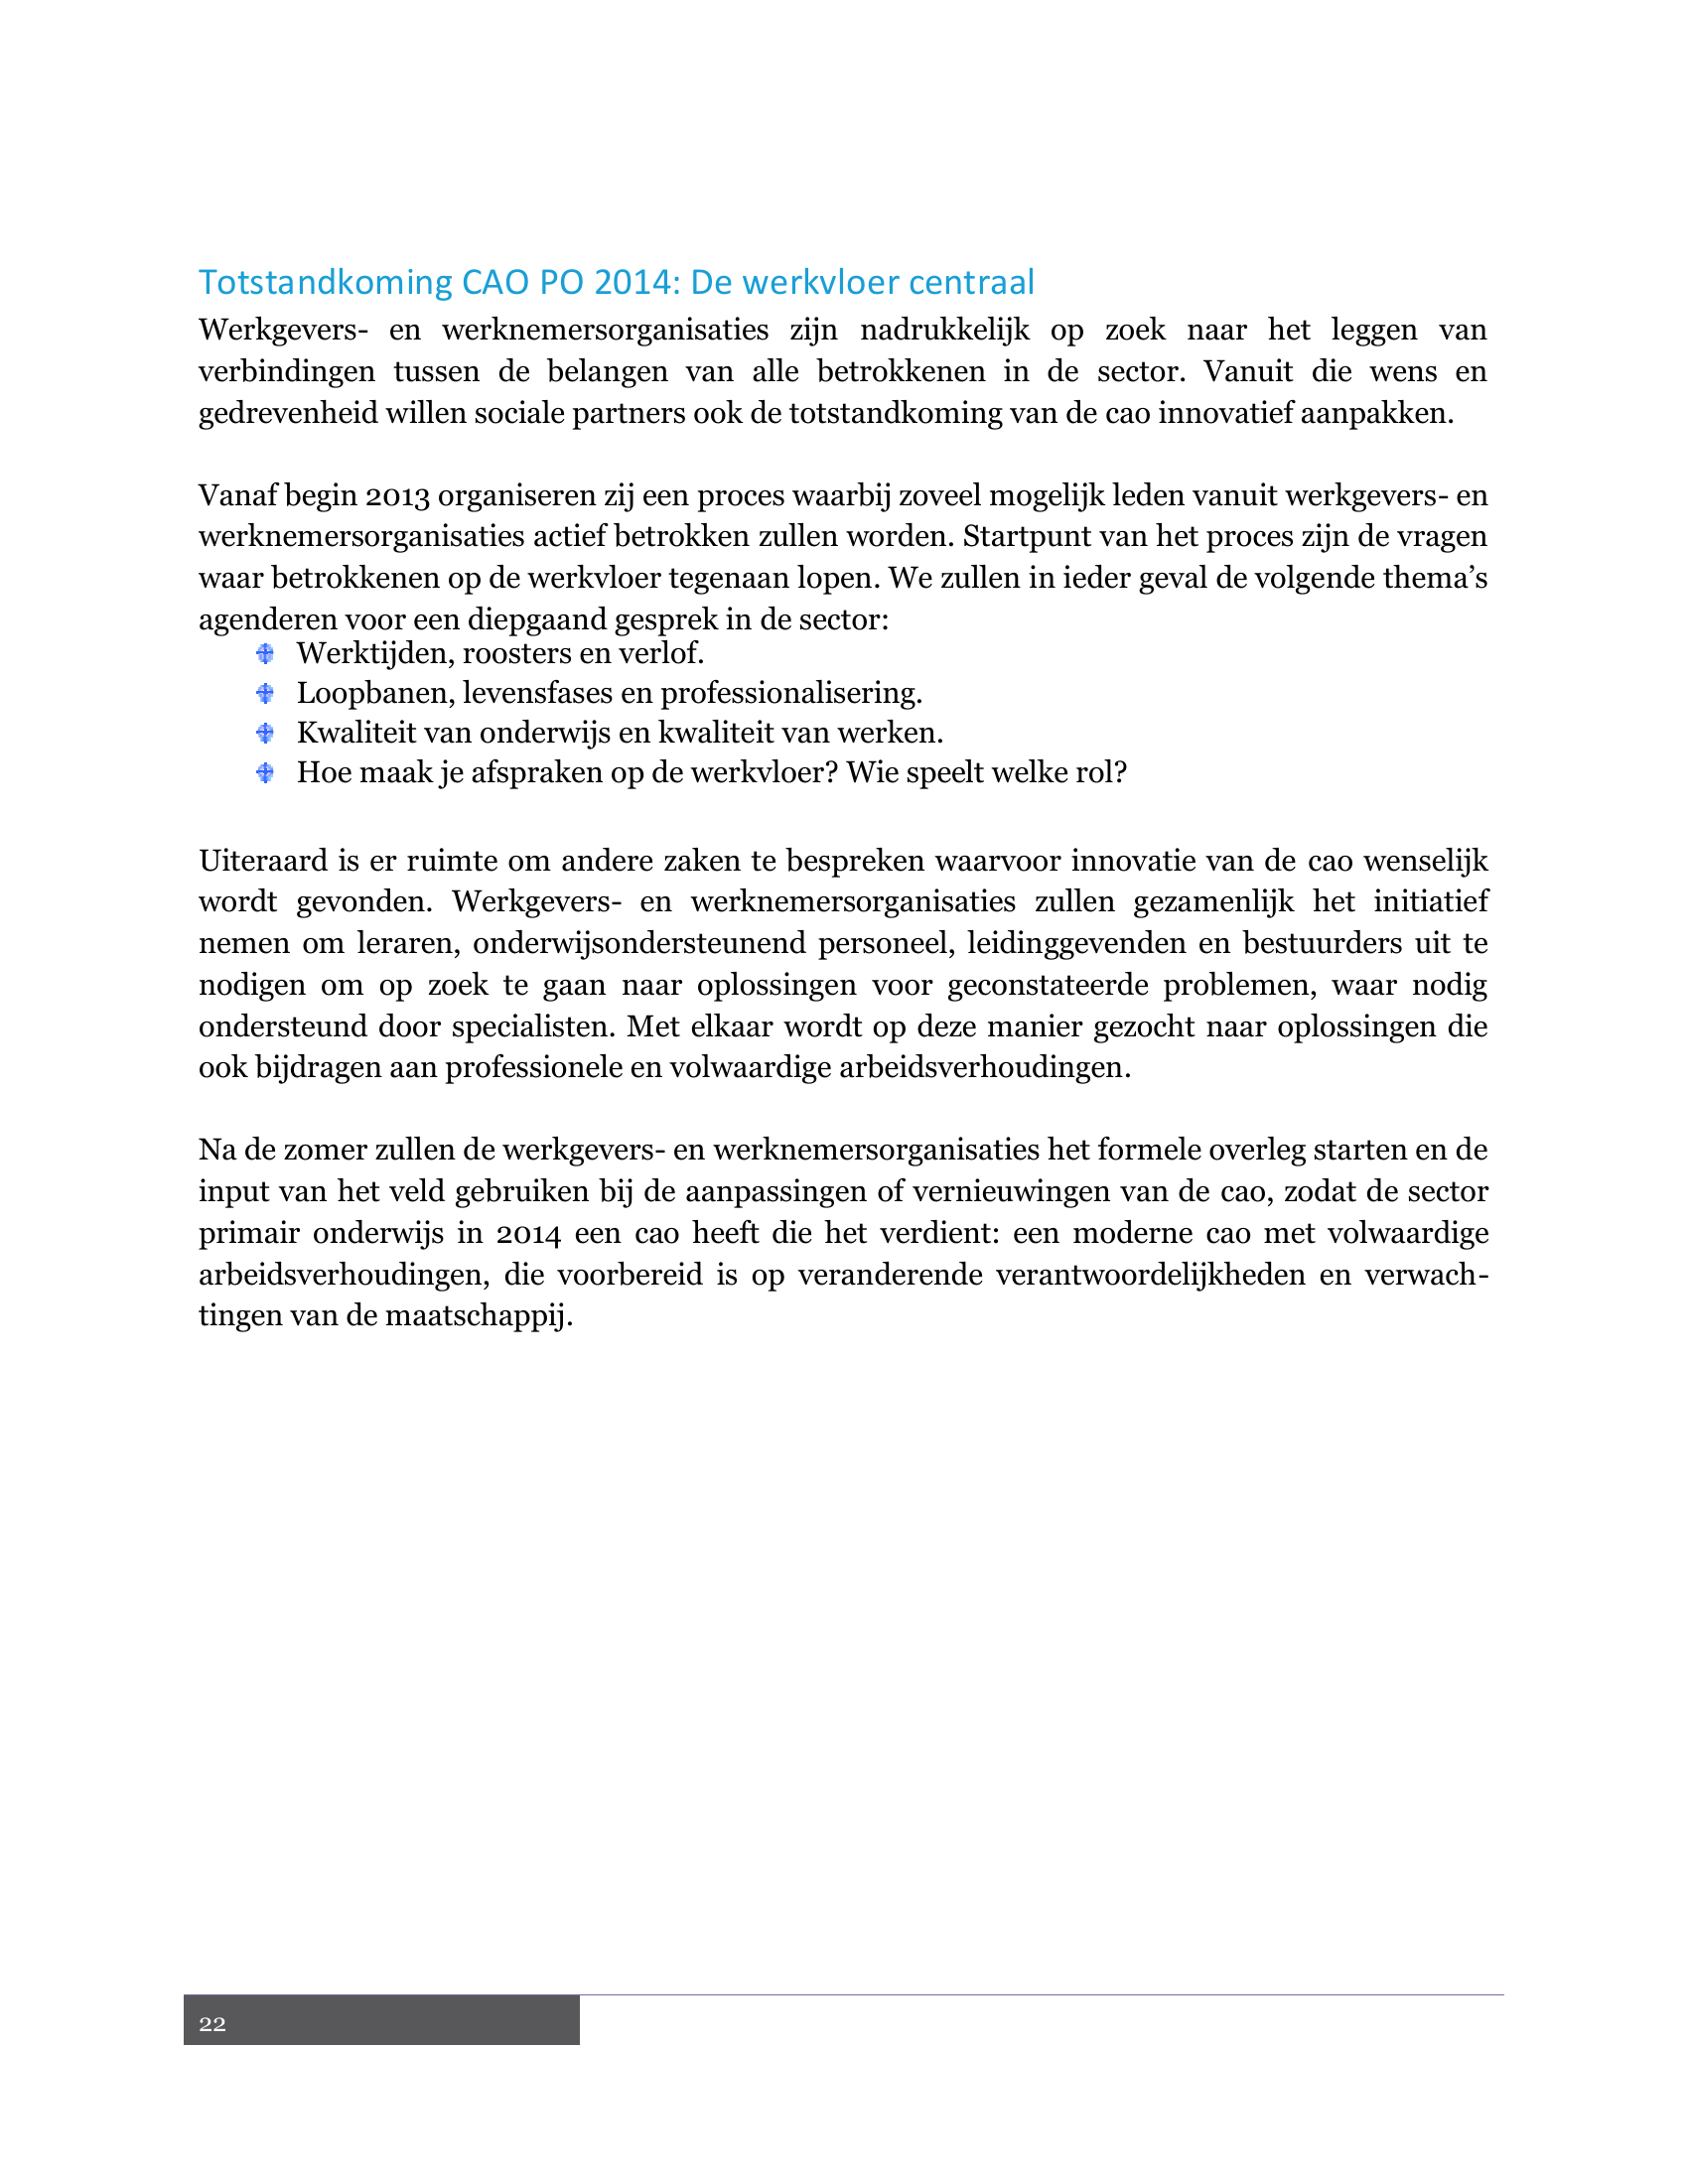 Totstandkoming CAO PO 2014: De werkvloer centraal
Werkgevers- en werknemersorganisaties zijn nadrukkelijk op zoek naar het leggen van
verbindingen tussen de belangen van alle betrokkenen in de sector. Vanuit die wens en
gedrevenheid willen sociale partners ook de totstandkoming van de cao innovatief aanpakken.
Vanaf begin 2013 organiseren zij een proces waarbij zoveel mogelijk leden vanuit werkgevers- en
werknemersorganisaties actief betrokken zullen worden. Startpunt van het proces zijn de vragen
waar betrokkenen op de werkvloer tegenaan lopen. We zullen in ieder geval de volgende thema’s
agenderen voor een diepgaand gesprek in de sector:
Werktijden, roosters en verlof.
Loopbanen, levensfases en professionalisering.
Kwaliteit van onderwijs en kwaliteit van werken.
Hoe maak je afspraken op de werkvloer? Wie speelt welke rol?
Uiteraard is er ruimte om andere zaken te bespreken waarvoor innovatie van de cao wenselijk
wordt gevonden. Werkgevers- en werknemersorganisaties zullen gezamenlijk het initiatief
nemen om leraren, onderwijsondersteunend personeel, leidinggevenden en bestuurders uit te
nodigen om op zoek te gaan naar oplossingen voor geconstateerde problemen, waar nodig
ondersteund door specialisten. Met elkaar wordt op deze manier gezocht naar oplossingen die
ook bijdragen aan professionele en volwaardige arbeidsverhoudingen.
Na de zomer zullen de werkgevers- en werknemersorganisaties het formele overleg starten en de
input van het veld gebruiken bij de aanpassingen of vernieuwingen van de cao, zodat de sector
primair onderwijs in 2014 een cao heeft die het verdient: een moderne cao met volwaardige
arbeidsverhoudingen, die voorbereid is op veranderende verantwoordelijkheden en verwach-
tingen van de maatschappij.
22